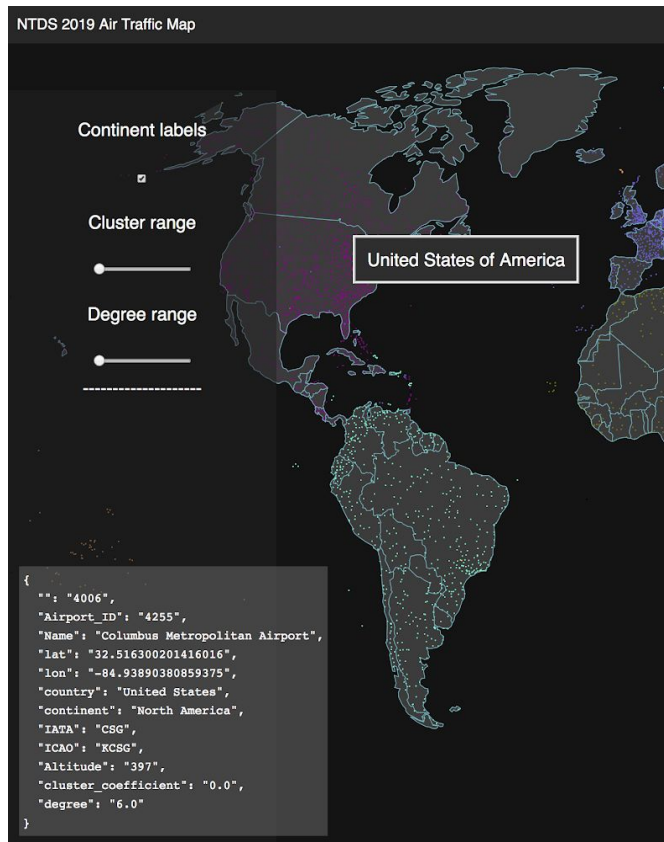 NTDS 2019 Air Traffic Map
Continent labels
Cluster range
Degree range
--------------------
United States of America
{
"": "4006",
"Airport_ID": "4255",
"Name": "Columbus Metropolitan Airport",
"lat": "32.516300201416016",
"lon": "-84.93890380859375",
"country": "United States",
"continent": "North America",
"IATA": "CSG",
"ICAO": "KCSG",
"Altitude": "397",
"cluster_coefficient": "0.0",
"degree": "6.0"
}